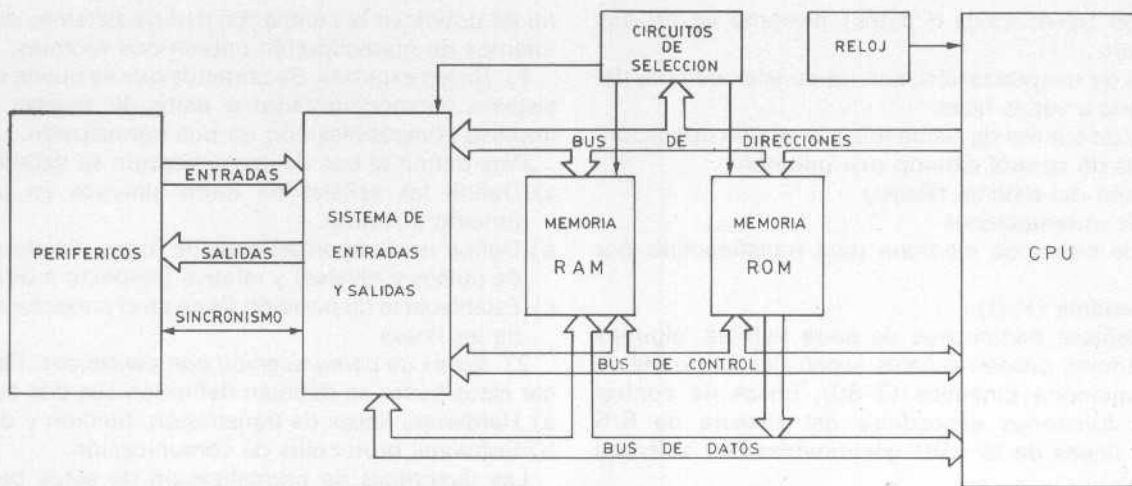 CIRCUITOS
DE
SELECCION
RELOJ
BUS DE DIRECCIONES
ENTRADAS
PERIFERICOS
SALIDAS
SINCRONISMO
SISTEMA DE
ENTRADAS
Y SALIDAS
MEMORIA
RAM
MEMORIA
ROM
CPU
BUS DE CONTROL
BUS DE DATOS